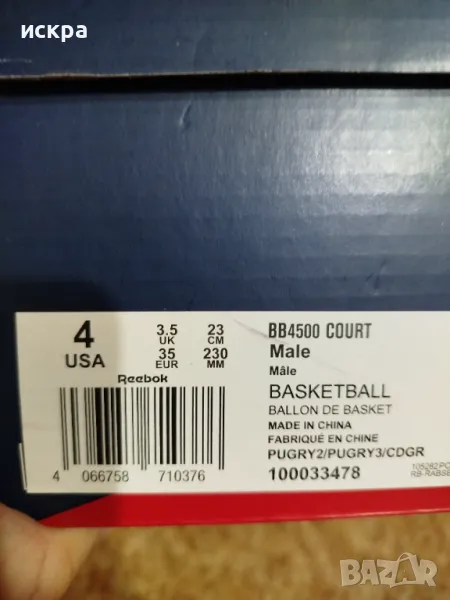 искра
4
USA
3.5
UK
35
EUR
23
CM
230
MM
Reebok
4 066758 710376
BB4500 COURT
Male
Mâle
BASKETBALL
BALLON DE BASKET
MADE IN CHINA
FABRIQUÉ EN CHINE
PUGRY2/PUGRY3/CDGR
100033478
BAZAR